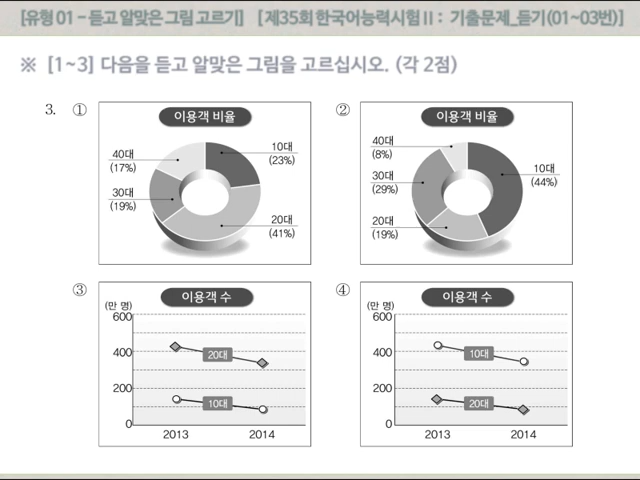 [유형 01 - 듣고 알맞은 그림 고르기] [제35회 한국어능력시험 II : 기출문제_듣기(01~03번)]
※ [1~3] 다음을 듣고 알맞은 그림을 고르십시오. (각 2점)
3. ①
이용객 비율
10대
(23%)
20대
(41%)
30대
(19%)
40대
(17%)
②
이용객 비율
10대
(44%)
20대
(19%)
30대
(29%)
40대
(8%)
③
이용객 수
(만 명)
600
400
200
0
20대
10대
2013 2014
④
이용객 수
(만 명)
600
400
200
0
10대
20대
2013 2014